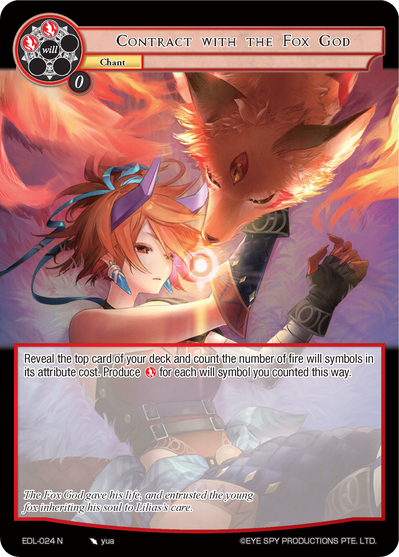 Contract with the Fox God
will
Chant
0
Reveal the top card of your deck and count the number of fire will symbols in
its attribute cost. Produce for each will symbol you counted this way.
The Fox God gave his life, and entrusted the young
fox inheriting his soul to Lilias's care.
EDL-024 N yua ©EYE SPY PRODUCTIONS PTE. LTD.